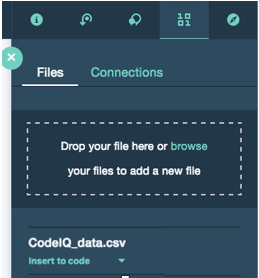 Files Connections
Drop your file here or browse
your files to add a new file
CodeIQ_data.csv
Insert to code